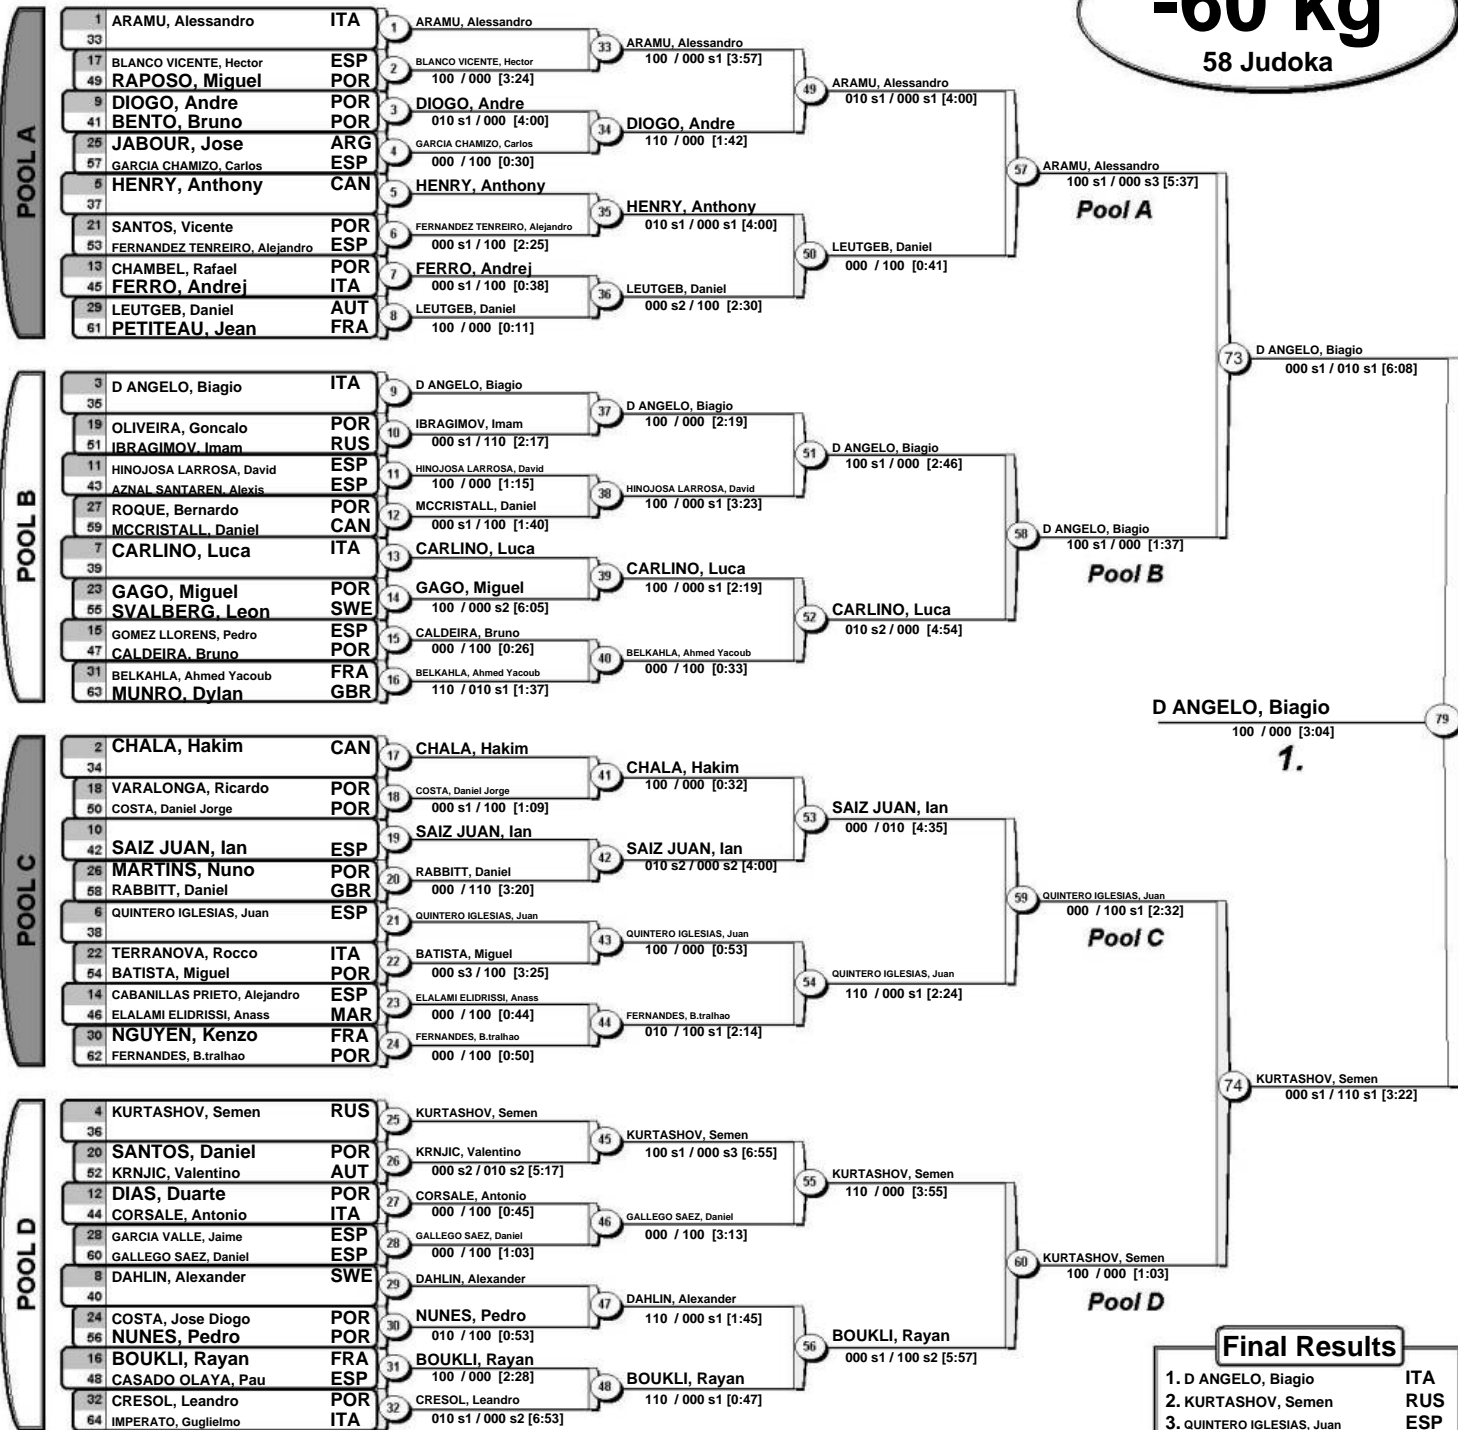 -60 kg
58 Judoka
POOL A
1 ARAMU, Alessandro ITA
33
17 BLANCO VICENTE, Hector ESP
49 RAPOSO, Miguel POR
9 DIOGO, Andre POR
41 BENTO, Bruno POR
25 JABOUR, Jose ARG
57 GARCIA CHAMIZO, Carlos ESP
5 HENRY, Anthony CAN
37
21 SANTOS, Vicente POR
53 FERNANDEZ TENREIRO, Alejandro ESP
13 CHAMBEL, Rafael POR
45 FERRO, Andrej ITA
29 LEUTGEB, Daniel AUT
61 PETITEAU, Jean FRA
1 ARAMU, Alessandro
2 BLANCO VICENTE, Hector
100 / 000 [3:24]
3 DIOGO, Andre
010 s1 / 000 [4:00]
4 GARCIA CHAMIZO, Carlos
000 / 100 [0:30]
5 HENRY, Anthony
6 FERNANDEZ TENREIRO, Alejandro
000 s1 / 100 [2:25]
7 FERRO, Andrej
000 s1 / 100 [0:38]
8 LEUTGEB, Daniel
100 / 000 [0:11]
33 ARAMU, Alessandro
100 / 000 s1 [3:57]
34 DIOGO, Andre
110 / 000 [1:42]
35 HENRY, Anthony
010 s1 / 000 s1 [4:00]
36 LEUTGEB, Daniel
000 s2 / 100 [2:30]
49 ARAMU, Alessandro
010 s1 / 000 s1 [4:00]
50 LEUTGEB, Daniel
000 / 100 [0:41]
57 ARAMU, Alessandro
100 s1 / 000 s3 [5:37]
Pool A
POOL B
3 D ANGELO, Biagio ITA
35
19 OLIVEIRA, Goncalo POR
51 IBRAGIMOV, Imam RUS
11 HINOJOSA LARROSA, David ESP
43 AZNAL SANTAREN, Alexis ESP
27 ROQUE, Bernardo POR
59 MCCRISTALL, Daniel CAN
7 CARLINO, Luca ITA
39
23 GAGO, Miguel POR
55 SVALBERG, Leon SWE
15 GOMEZ LLORENS, Pedro ESP
47 CALDEIRA, Bruno POR
31 BELKAHLA, Ahmed Yacoub FRA
63 MUNRO, Dylan GBR
9 D ANGELO, Biagio
10 IBRAGIMOV, Imam
000 s1 / 110 [2:17]
11 HINOJOSA LARROSA, David
100 / 000 [1:15]
12 MCCRISTALL, Daniel
000 s1 / 100 [1:40]
13 CARLINO, Luca
14 GAGO, Miguel
100 / 000 s2 [6:05]
15 CALDEIRA, Bruno
000 / 100 [0:26]
16 BELKAHLA, Ahmed Yacoub
110 / 010 s1 [1:37]
37 D ANGELO, Biagio
100 / 000 [2:19]
38 HINOJOSA LARROSA, David
100 / 000 s1 [3:23]
39 CARLINO, Luca
100 / 000 s1 [2:19]
40 BELKAHLA, Ahmed Yacoub
000 / 100 [0:33]
51 D ANGELO, Biagio
100 s1 / 000 [2:46]
52 CARLINO, Luca
010 s2 / 000 [4:54]
58 D ANGELO, Biagio
100 s1 / 000 [1:37]
Pool B
73 D ANGELO, Biagio
000 s1 / 010 s1 [6:08]
D ANGELO, Biagio 79
100 / 000 [3:04]
1.
POOL C
2 CHALA, Hakim CAN
34
18 VARALONGA, Ricardo POR
50 COSTA, Daniel Jorge POR
10
42 SAIZ JUAN, Ian ESP
26 MARTINS, Nuno POR
58 RABBITT, Daniel GBR
6 QUINTERO IGLESIAS, Juan ESP
38
22 TERRANOVA, Rocco ITA
54 BATISTA, Miguel POR
14 CABANILLAS PRIETO, Alejandro ESP
46 ELALAMI ELIDRISSI, Anass MAR
30 NGUYEN, Kenzo FRA
62 FERNANDES, B.tralhao POR
17 CHALA, Hakim
18 COSTA, Daniel Jorge
000 s1 / 100 [1:09]
19 SAIZ JUAN, Ian
20 RABBITT, Daniel
000 / 110 [3:20]
21 QUINTERO IGLESIAS, Juan
22 BATISTA, Miguel
000 s3 / 100 [3:25]
23 ELALAMI ELIDRISSI, Anass
000 / 100 [0:44]
24 FERNANDES, B.tralhao
000 / 100 [0:50]
41 CHALA, Hakim
100 / 000 [0:32]
42 SAIZ JUAN, Ian
010 s2 / 000 s2 [4:00]
43 QUINTERO IGLESIAS, Juan
100 / 000 [0:53]
44 FERNANDES, B.tralhao
010 / 100 s1 [2:14]
53 SAIZ JUAN, Ian
000 / 010 [4:35]
54 QUINTERO IGLESIAS, Juan
110 / 000 s1 [2:24]
59 QUINTERO IGLESIAS, Juan
000 / 100 s1 [2:32]
Pool C
POOL D
4 KURTASHOV, Semen RUS
36
20 SANTOS, Daniel POR
52 KRNJIC, Valentino AUT
12 DIAS, Duarte POR
44 CORSALE, Antonio ITA
28 GARCIA VALLE, Jaime ESP
60 GALLEGO SAEZ, Daniel ESP
8 DAHLIN, Alexander SWE
40
24 COSTA, Jose Diogo POR
56 NUNES, Pedro POR
16 BOUKLI, Rayan FRA
48 CASADO OLAYA, Pau ESP
32 CRESOL, Leandro POR
64 IMPERATO, Guglielmo ITA
25 KURTASHOV, Semen
26 KRNJIC, Valentino
000 s2 / 010 s2 [5:17]
27 CORSALE, Antonio
000 / 100 [0:45]
28 GALLEGO SAEZ, Daniel
000 / 100 [1:03]
29 DAHLIN, Alexander
30 NUNES, Pedro
010 / 100 [0:53]
31 BOUKLI, Rayan
100 / 000 [2:28]
32 CRESOL, Leandro
010 s1 / 000 s2 [6:53]
45 KURTASHOV, Semen
100 s1 / 000 s3 [6:55]
46 GALLEGO SAEZ, Daniel
000 / 100 [3:13]
47 DAHLIN, Alexander
110 / 000 s1 [1:45]
48 BOUKLI, Rayan
110 / 000 s1 [0:47]
55 KURTASHOV, Semen
110 / 000 [3:55]
56 BOUKLI, Rayan
000 s1 / 100 s2 [5:57]
60 KURTASHOV, Semen
100 / 000 [1:03]
Pool D
74 KURTASHOV, Semen
000 s1 / 110 s1 [3:22]
Final Results
1. D ANGELO, Biagio ITA
2. KURTASHOV, Semen RUS
3. QUINTERO IGLESIAS, Juan ESP